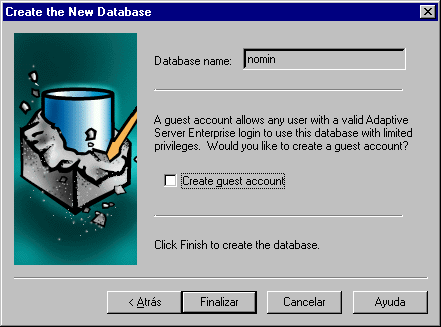 Create the New Database
Database name: nomin
A guest account allows any user with a valid Adaptive
Server Enterprise login to use this database with limited
privileges. Would you like to create a guest account?
Create guest account
Click Finish to create the database.
< Atrás Finalizar Cancelar Ayuda